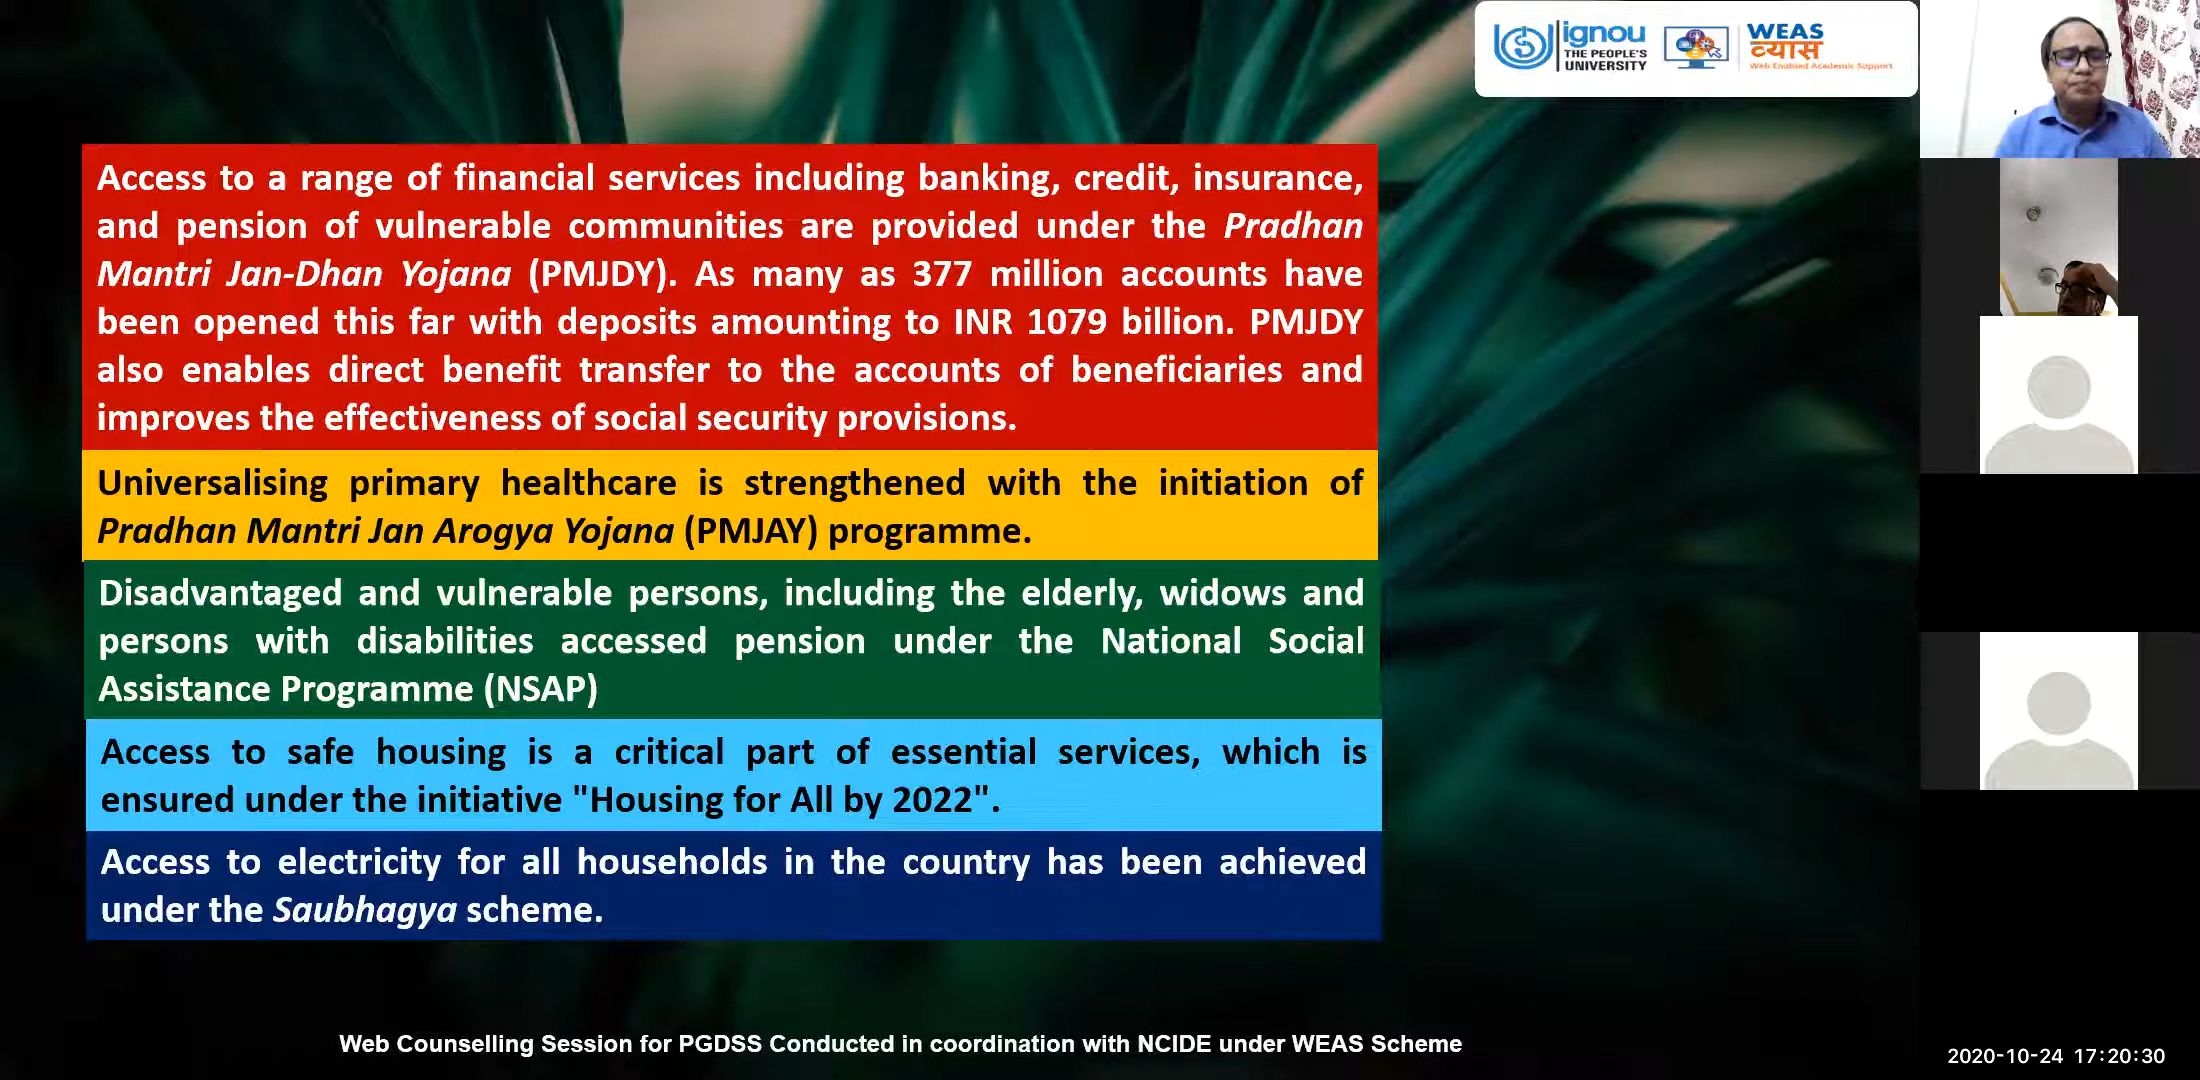 ignou
THE PEOPLE'S
UNIVERSITY
WEAS
व्यास
Web Enabled Academic Support
Access to a range of financial services including banking, credit, insurance,
and pension of vulnerable communities are provided under the Pradhan
Mantri Jan-Dhan Yojana (PMJDY). As many as 377 million accounts have
been opened this far with deposits amounting to INR 1079 billion. PMJDY
also enables direct benefit transfer to the accounts of beneficiaries and
improves the effectiveness of social security provisions.
Universalising primary healthcare is strengthened with the initiation of
Pradhan Mantri Jan Arogya Yojana (PMJAY) programme.
Disadvantaged and vulnerable persons, including the elderly, widows and
persons with disabilities accessed pension under the National Social
Assistance Programme (NSAP)
Access to safe housing is a critical part of essential services, which is
ensured under the initiative "Housing for All by 2022".
Access to electricity for all households in the country has been achieved
under the Saubhagya scheme.
Web Counselling Session for PGDSS Conducted in coordination with NCIDE under WEAS Scheme
2020-10-24 17:20:30